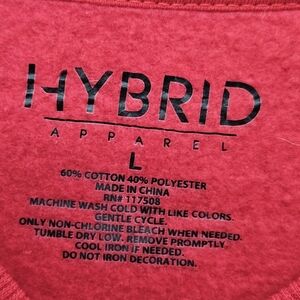 HYBRID
APPAREL
L
60% COTTON 40% POLYESTER
MADE IN CHINA
RN# 117508
MACHINE WASH COLD WITH LIKE COLORS.
GENTLE CYCLE.
ONLY NON-CHLORINE BLEACH WHEN NEEDED.
TUMBLE DRY LOW. REMOVE PROMPTLY.
COOL IRON IF NEEDED.
DO NOT IRON DECORATION.